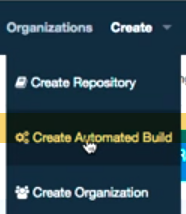 Organizations Create
Create Repository
Create Automated Build
Create Organization